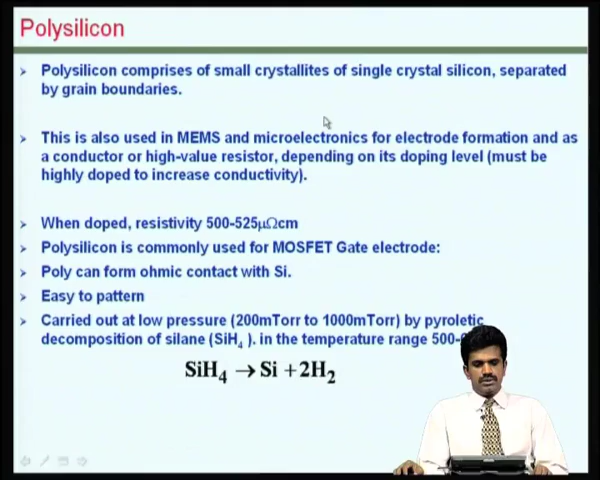 Polysilicon
Polysilicon comprises of small crystallites of single crystal silicon, separated
by grain boundaries.
This is also used in MEMS and microelectronics for electrode formation and as
a conductor or high-value resistor, depending on its doping level (must be
highly doped to increase conductivity).
When doped, resistivity 500-525μΩcm
Polysilicon is commonly used for MOSFET Gate electrode:
Poly can form ohmic contact with Si.
Easy to pattern
Carried out at low pressure (200mTorr to 1000mTorr) by pyroletic
decomposition of silane (SiH₄ ). in the temperature range 500-
SiH₄ → Si + 2H₂